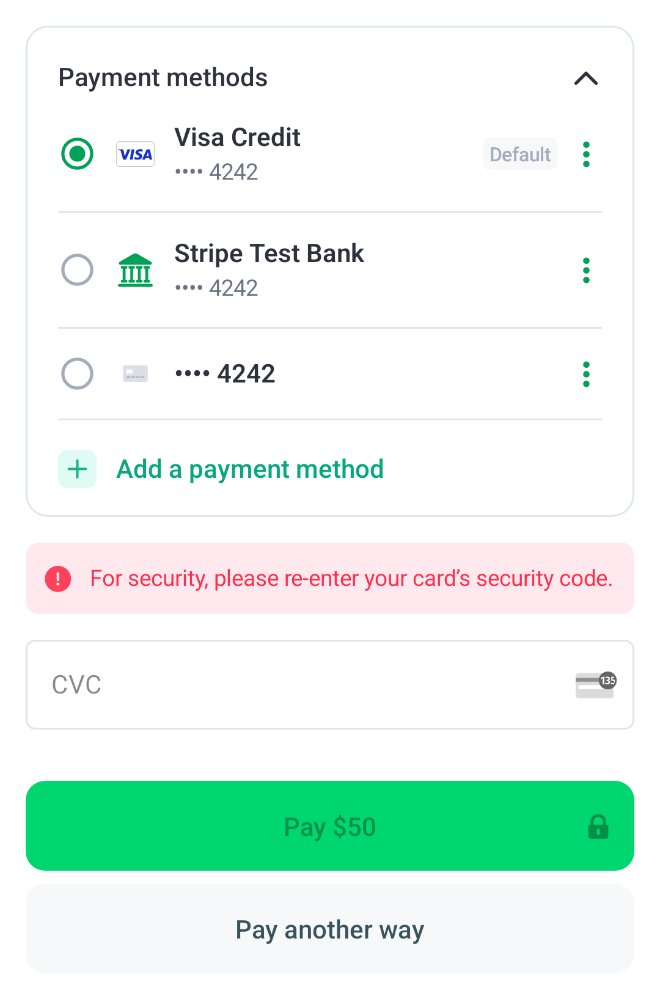 Payment methods
VISA
Visa Credit
•••• 4242
Default
Stripe Test Bank
•••• 4242
•••• 4242
Add a payment method
For security, please re-enter your card’s security code.
CVC
135
Pay $50
Pay another way